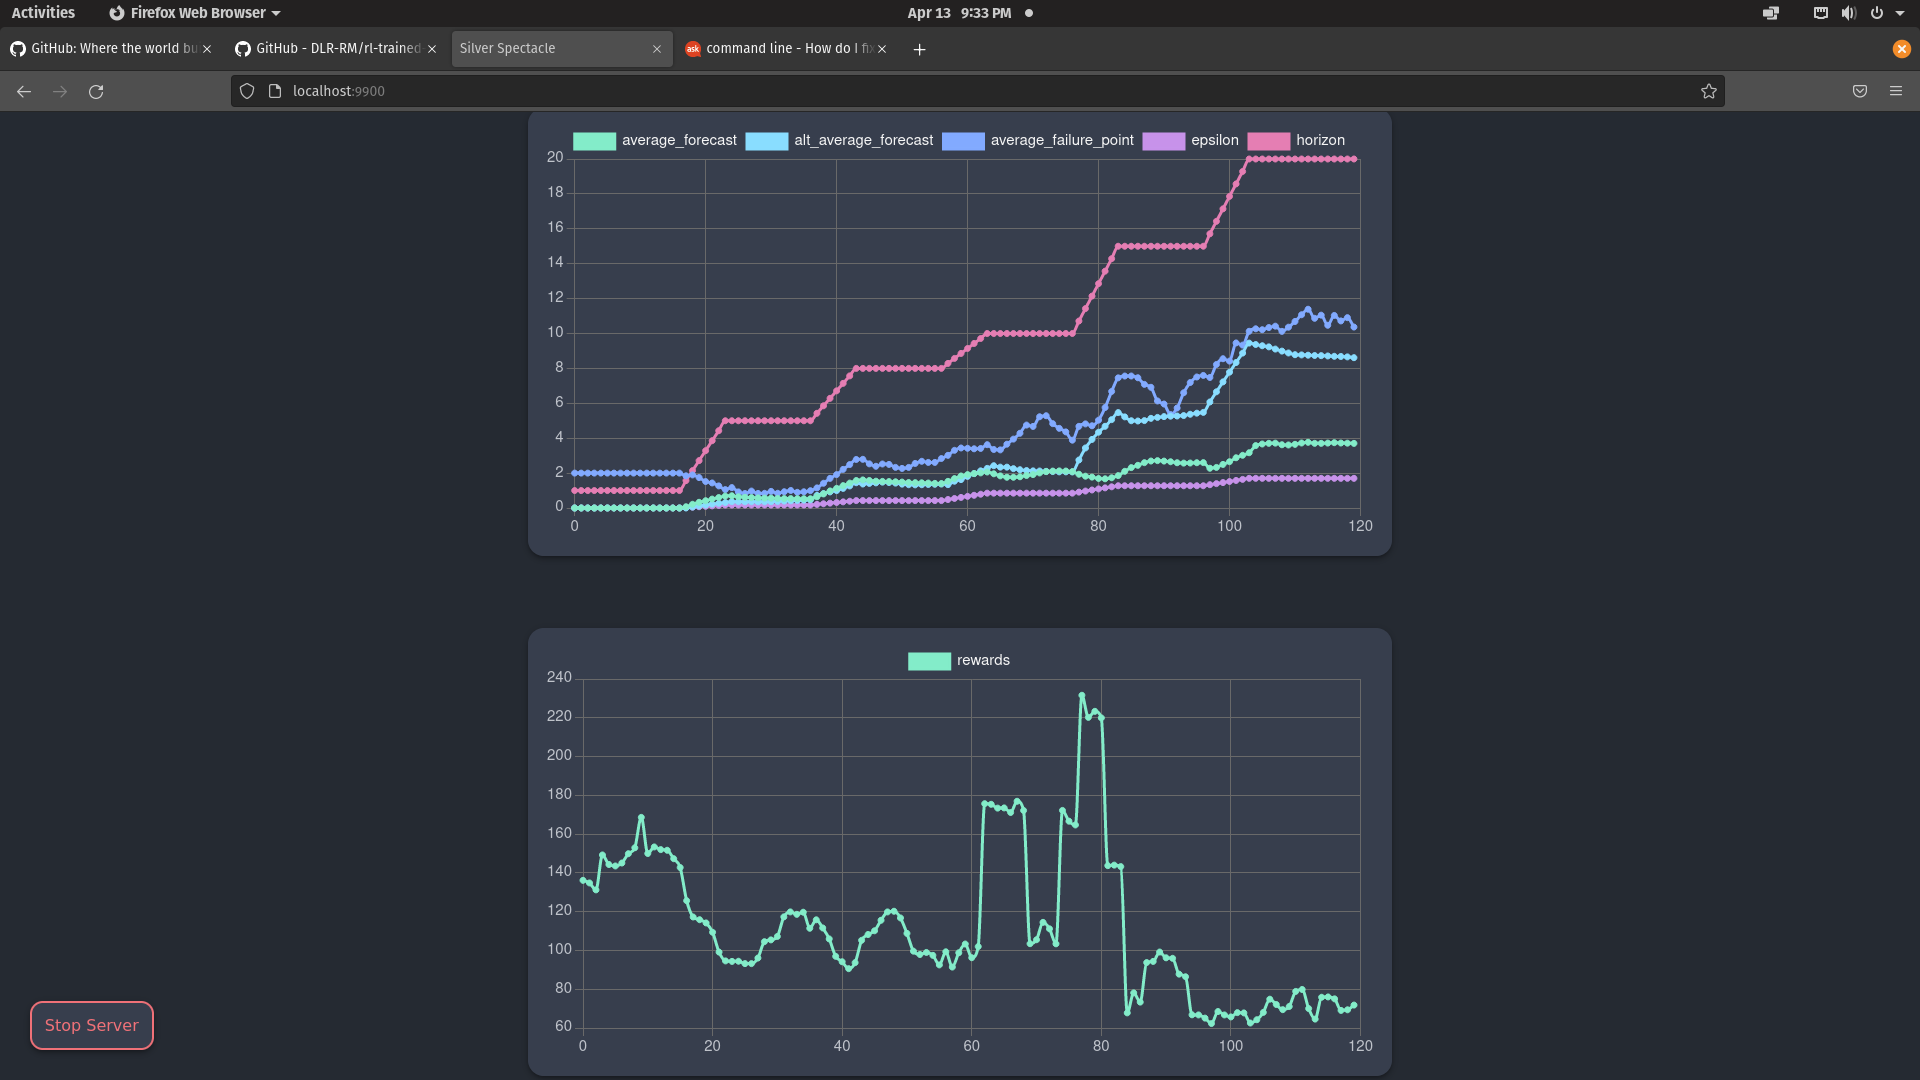 Activities Firefox Web Browser Apr 13 9:33 PM
GitHub: Where the world bu GitHub - DLR-RM/rl-trained- Silver Spectacle ask command line - How do I fix
localhost:9900
average_forecast alt_average_forecast average_failure_point epsilon horizon
20
18
16
14
12
10
8
6
4
2
0
0 20 40 60 80 100 120
rewards
240
220
200
180
160
140
120
100
80
60
0 20 40 60 80 100 120
Stop Server